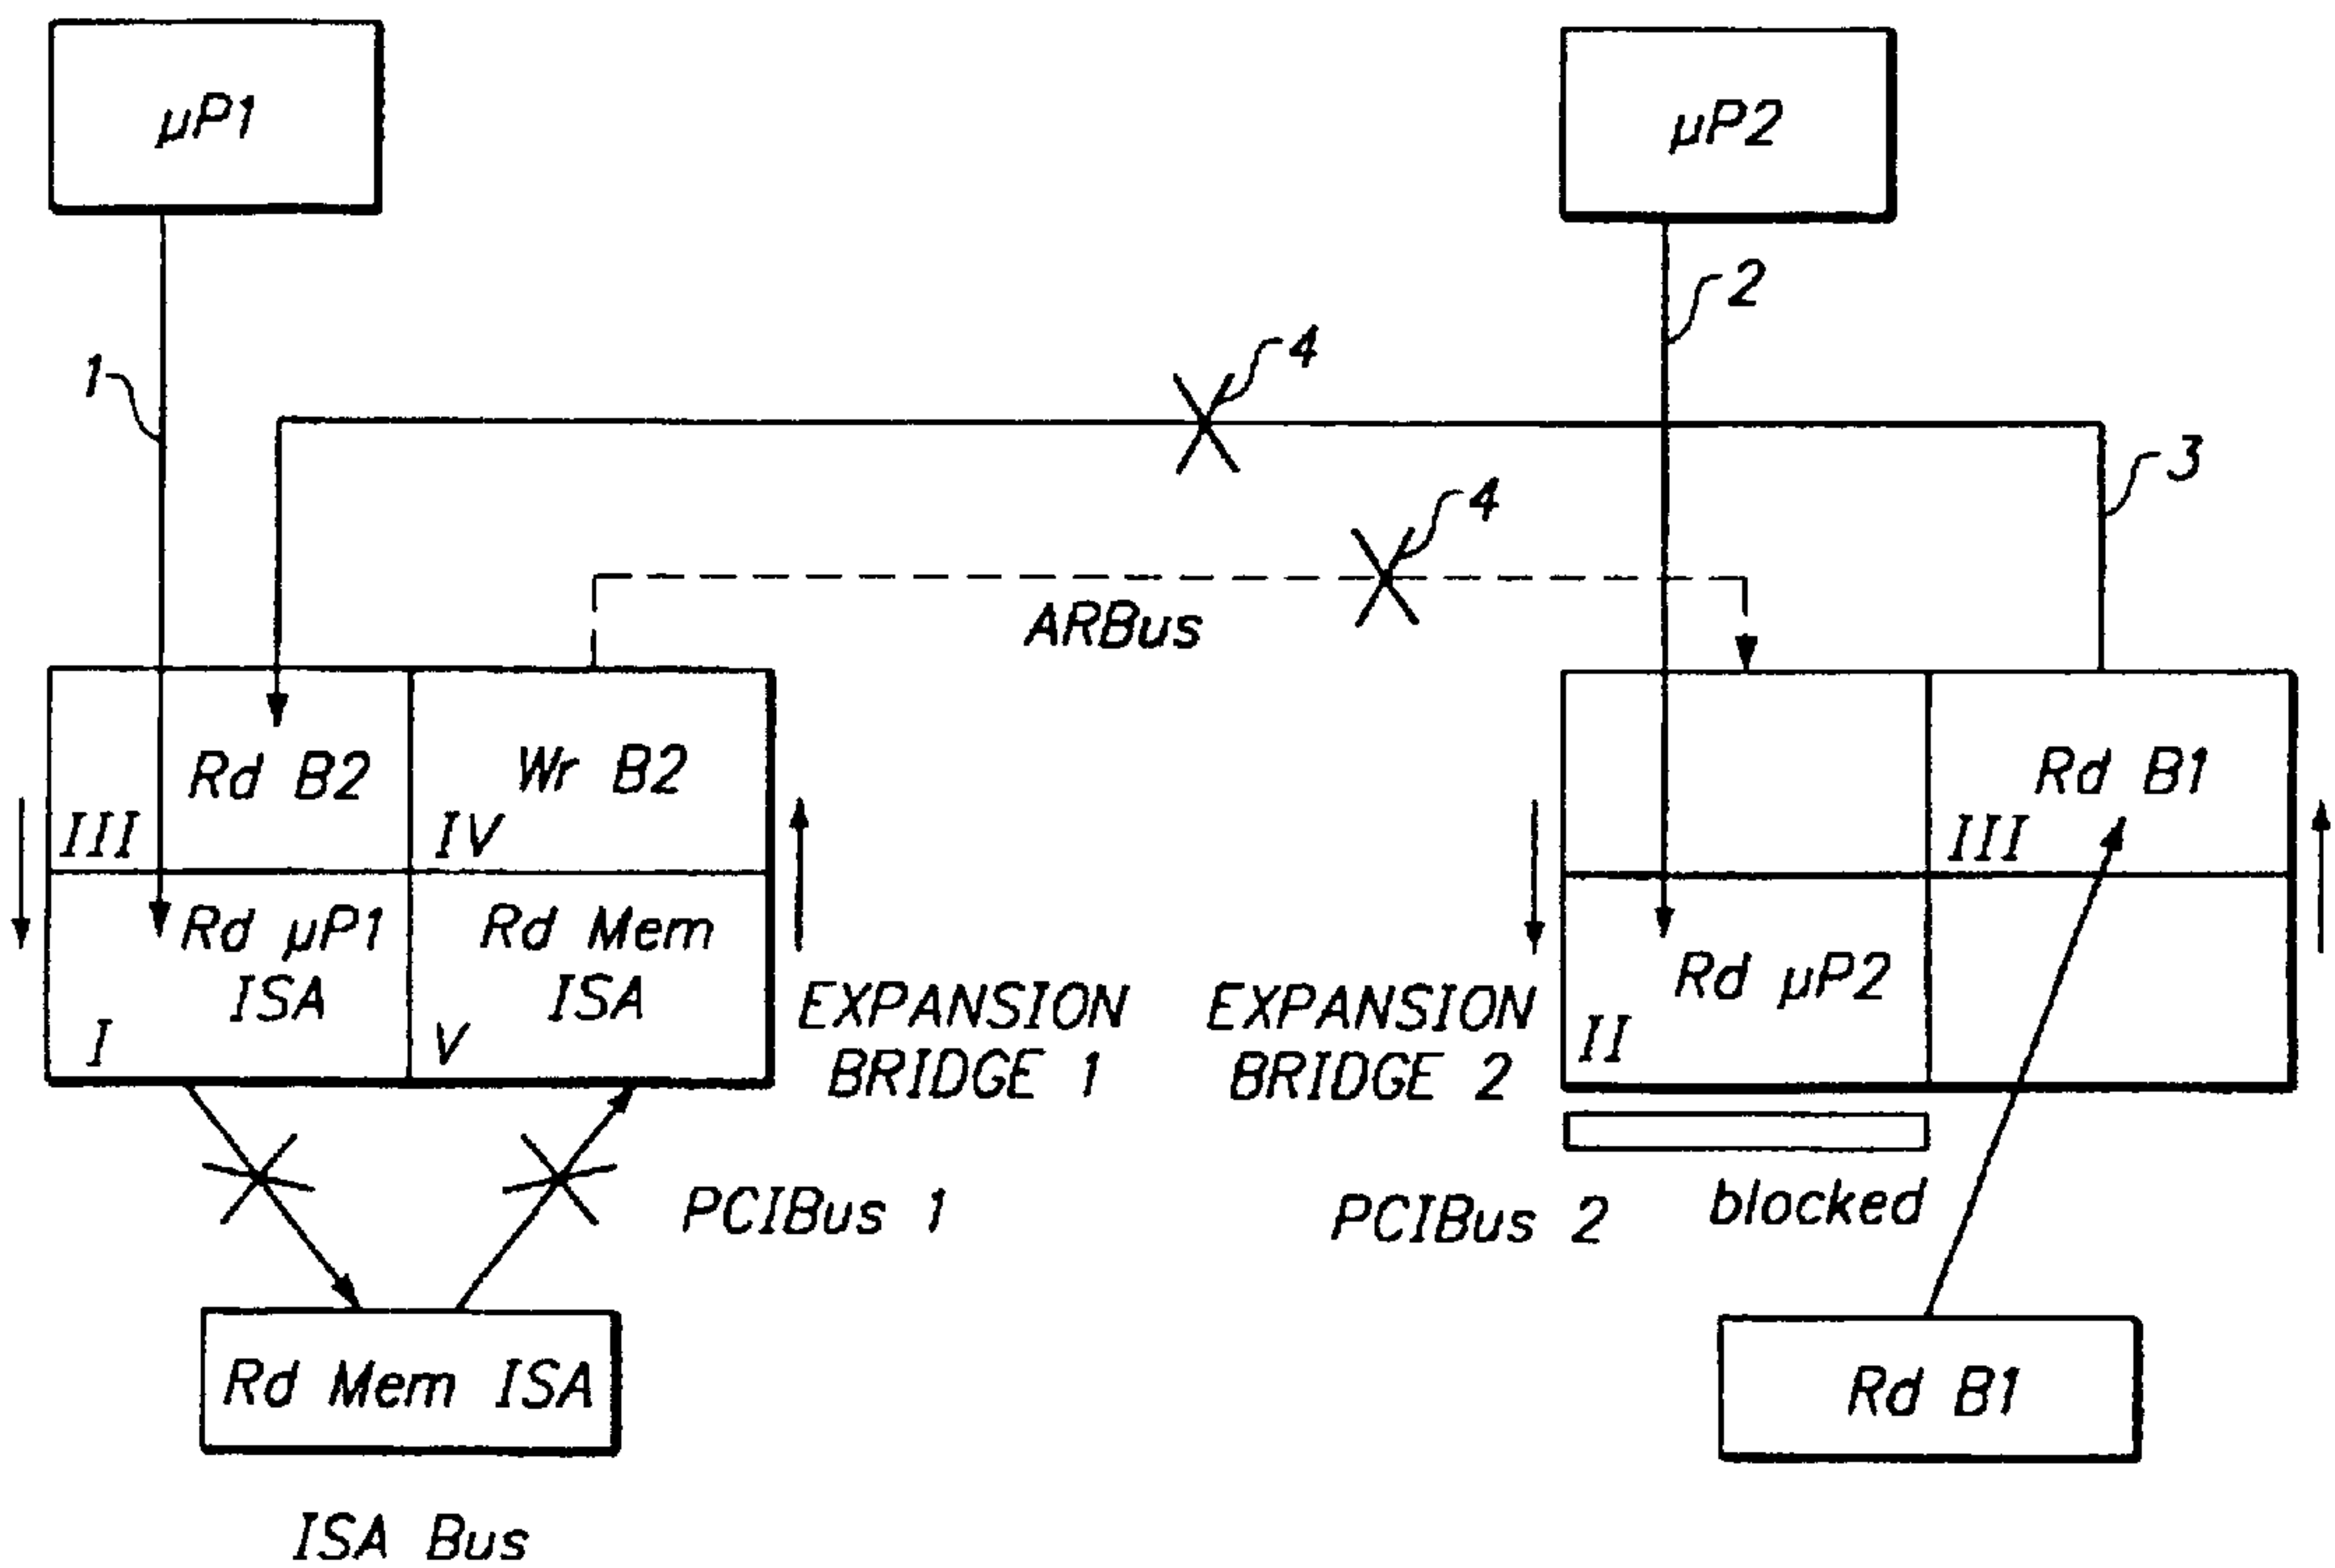 µP1
µP2
2
4
1
3
4
ARBus
Rd B2
III
Wr B2
IV
Rd B1
III
Rd µP1
ISA
I
Rd Mem
ISA
V
EXPANSION
BRIDGE 1
EXPANSION
BRIDGE 2
Rd µP2
II
PCIBus 1
PCIBus 2
blocked
Rd Mem ISA
Rd B1
ISA Bus